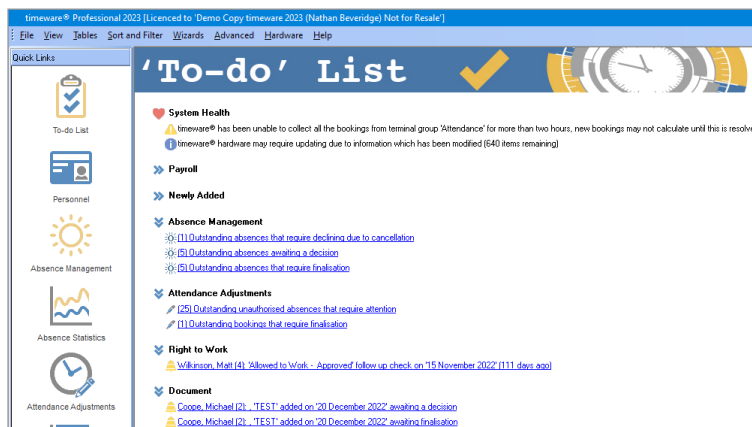 timeware® Professional 2023 [Licenced to 'Demo Copy timeware 2023 (Nathan Beveridge) Not for Resale']
File View Tables Sort and Filter Wizards Advanced Hardware Help
Quick Links
To-do List
Personnel
Absence Management
Absence Statistics
Attendance Adjustments
'To-do' List
System Health
timeware® has been unable to collect all the bookings from terminal group 'Attendance' for more than two hours, new bookings may not calculate until this is resolve
timeware® hardware may require updating due to information which has been modified (640 items remaining)
Payroll
Newly Added
Absence Management
(1) Outstanding absences that require declining due to cancellation
(5) Outstanding absences awaiting a decision
(5) Outstanding absences that require finalisation
Attendance Adjustments
(25) Outstanding unauthorised absences that require attention
(1) Outstanding bookings that require finalisation
Right to Work
Wilkinson, Matt (4): 'Allowed to Work - Approved' follow up check on '15 November 2022' (111 days ago)
Document
Coope, Michael (2): , 'TEST' added on '20 December 2022' awaiting a decision
Coope, Michael (2): , 'TEST' added on '20 December 2022' awaiting finalisation